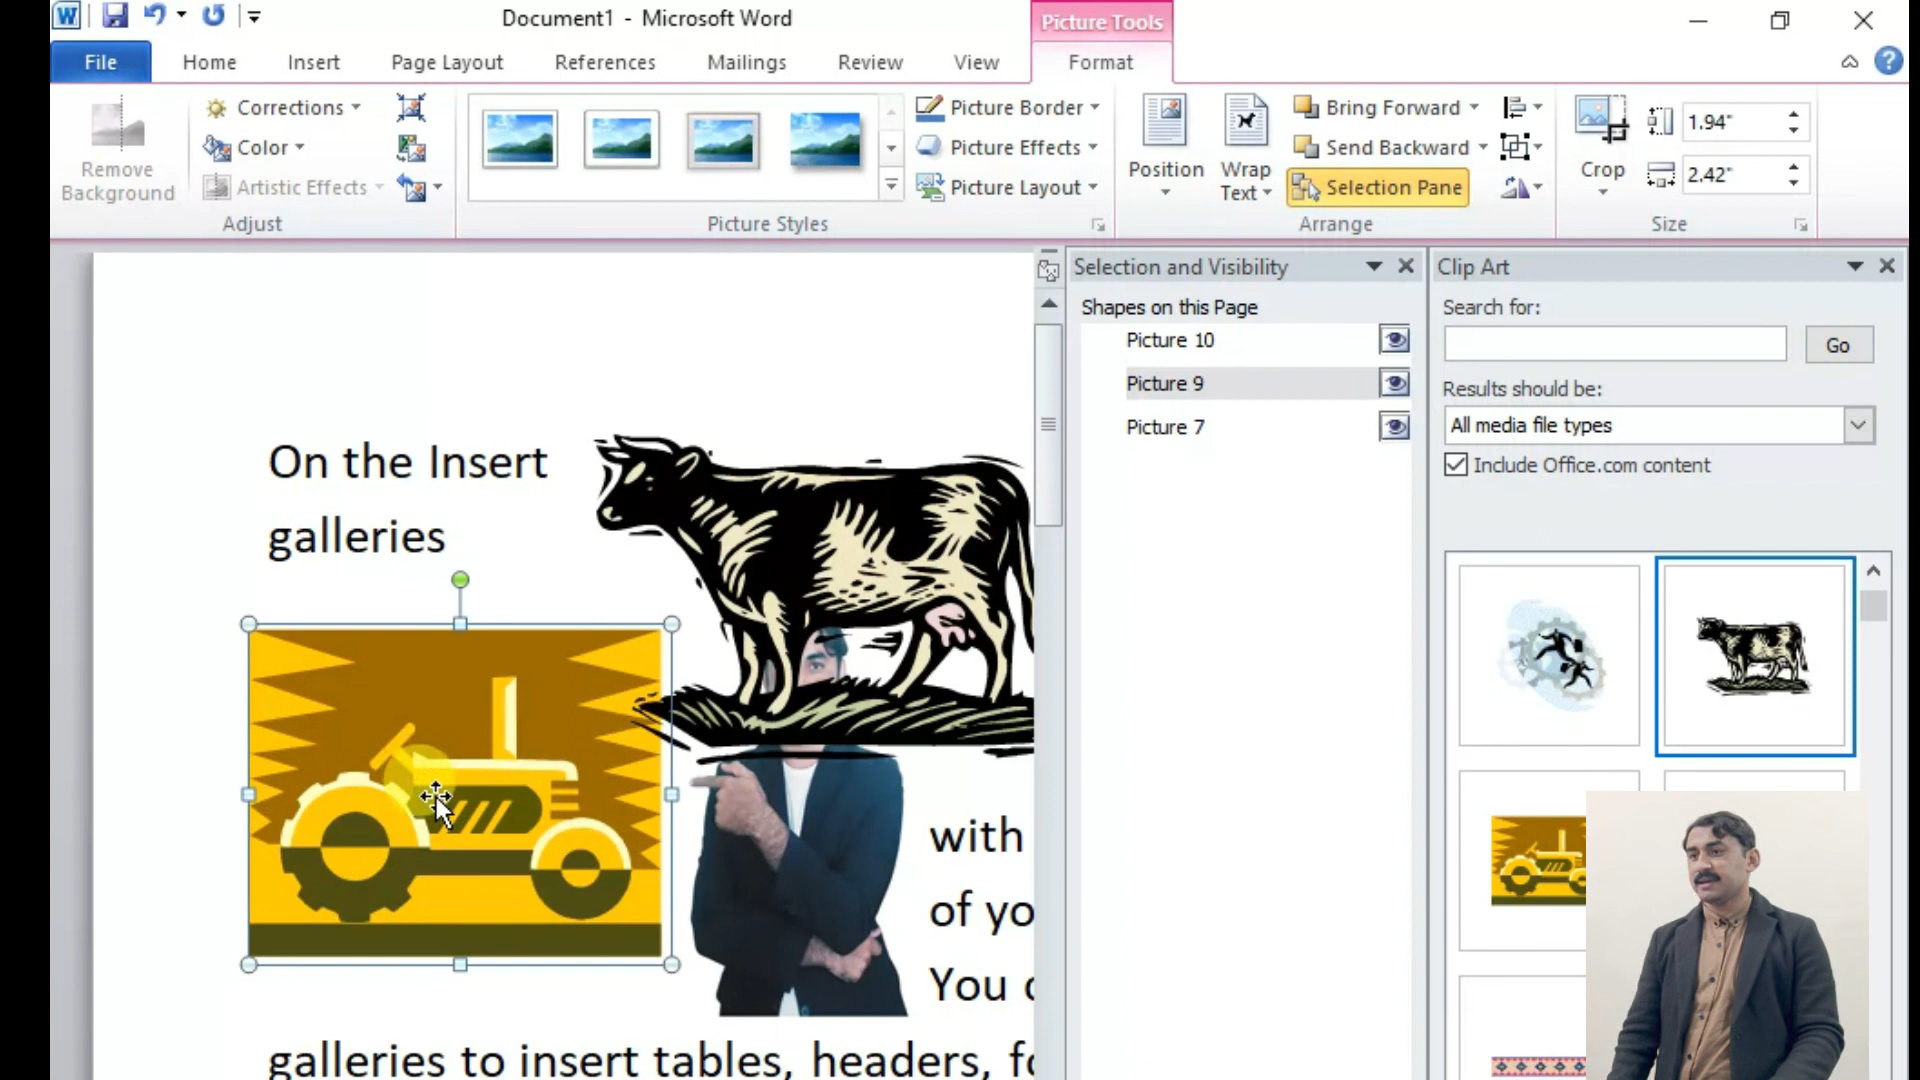 Document1 - Microsoft Word
Picture Tools
File
Home
Insert
Page Layout
References
Mailings
Review
View
Format
Remove
Background
Corrections
Color
Artistic Effects
Adjust
Picture Styles
Picture Border
Picture Effects
Picture Layout
Position
Wrap
Text
Bring Forward
Send Backward
Selection Pane
Arrange
Crop
1.94"
2.42"
Size
Selection and Visibility
Shapes on this Page
Picture 10
Picture 9
Picture 7
Clip Art
Search for:
Go
Results should be:
All media file types
Include Office.com content
On the Insert
galleries
with
of yo
You
galleries to insert tables, headers, fo